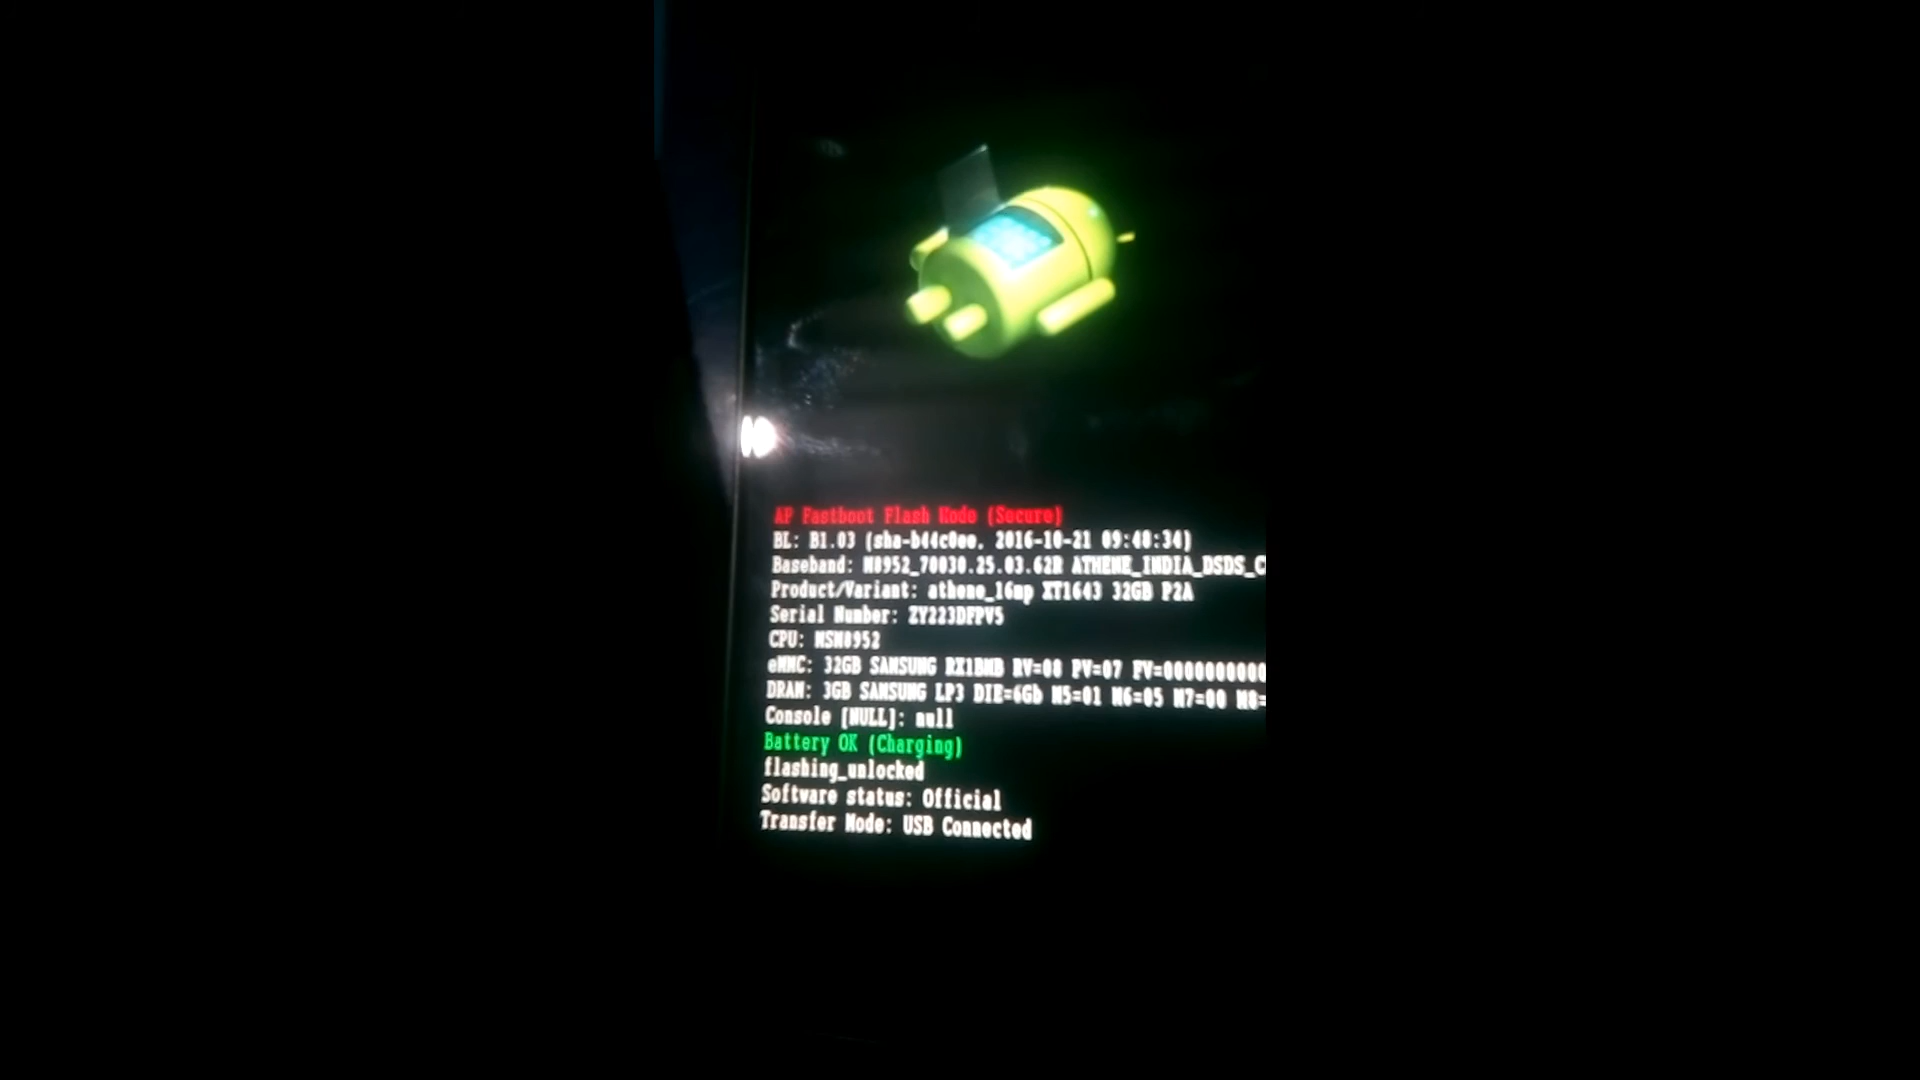 AP Fastboot Flash Mode (Secure)
BL: B1.03 (sha-b44c0ee, 2016-10-21 09:48:34)
Baseband: M8952_70030.25.03.62R ATHENE_INDIA_DSDS_C
Product/Variant: athene_16mp XT1643 32GB P2A
Serial Number: ZY223DFPV5
CPU: MSM8952
eMMC: 32GB SAMSUNG RX1BMB RV=08 PV=07 FV=0000000000
DRAM: 3GB SAMSUNG LP3 DIE=6Gb M5=01 M6=05 M7=00 M8=
Console [NULL]: null
Battery OK (Charging)
flashing_unlocked
Software status: Official
Transfer Mode: USB Connected